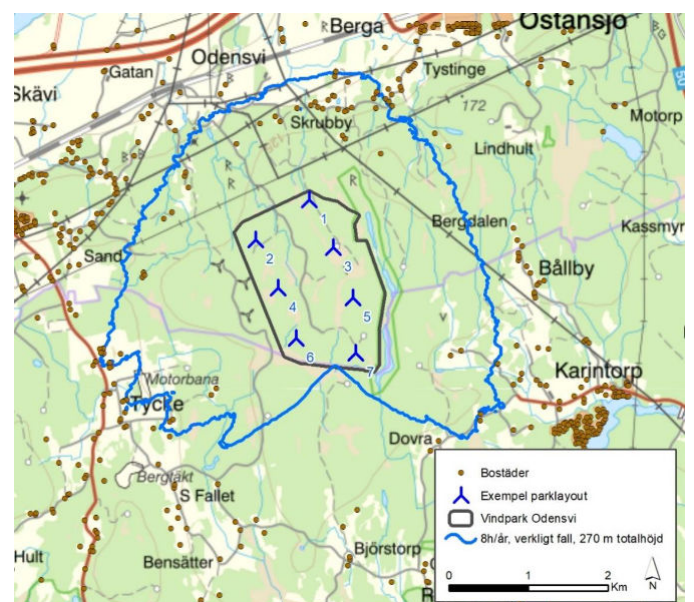 Östansjö
Berga
Odensvi
Gatan
Tystinge
50
Skävi
172
Motorp
Skrubby
R
Lindhult
1
Bergdalen
Kassmyr
2
3
Sand
Bållby
4
5
6
7
Motorbana
Karintorp
Tycke
Dovra
Bergtäkt
S Fallet
Hult
Bensätter
Björstorp
R
Bostäder
Exempel parklayout
Vindpark Odensvi
8h/år, verkligt fall, 270 m totalhöjd
0 1 2
Km
N